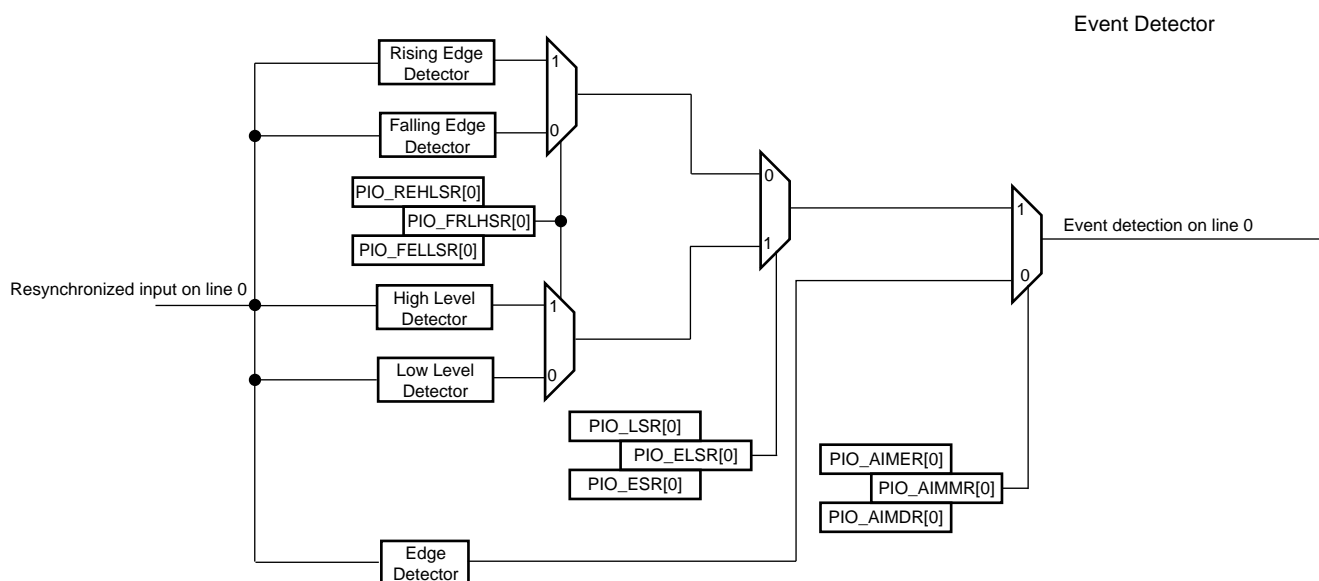 Event Detector
Rising Edge
Detector
1
Falling Edge
Detector
0
PIO_REHLSR[0]
PIO_FRLHSR[0]
PIO_FELLSR[0]
0
1
1
Event detection on line 0
0
Resynchronized input on line 0
High Level
Detector
1
Low Level
Detector
0
PIO_LSR[0]
PIO_ELSR[0]
PIO_ESR[0]
PIO_AIMER[0]
PIO_AIMMR[0]
PIO_AIMDR[0]
Edge
Detector